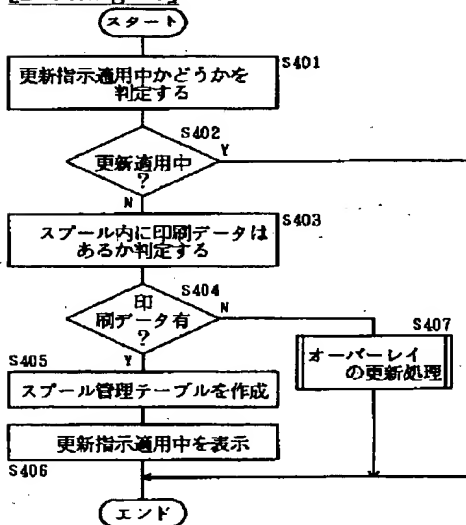 スタート
S401
更新指示適用中かどうかを
判定する
S402
更新適用中
?
Y
N
S403
スプール内に印刷データは
あるか判定する
S404
印
刷データ有
?
N
Y
S405
スプール管理テーブルを作成
S407
オーバーレイ
の更新処理
更新指示適用中を表示
S406
エンド